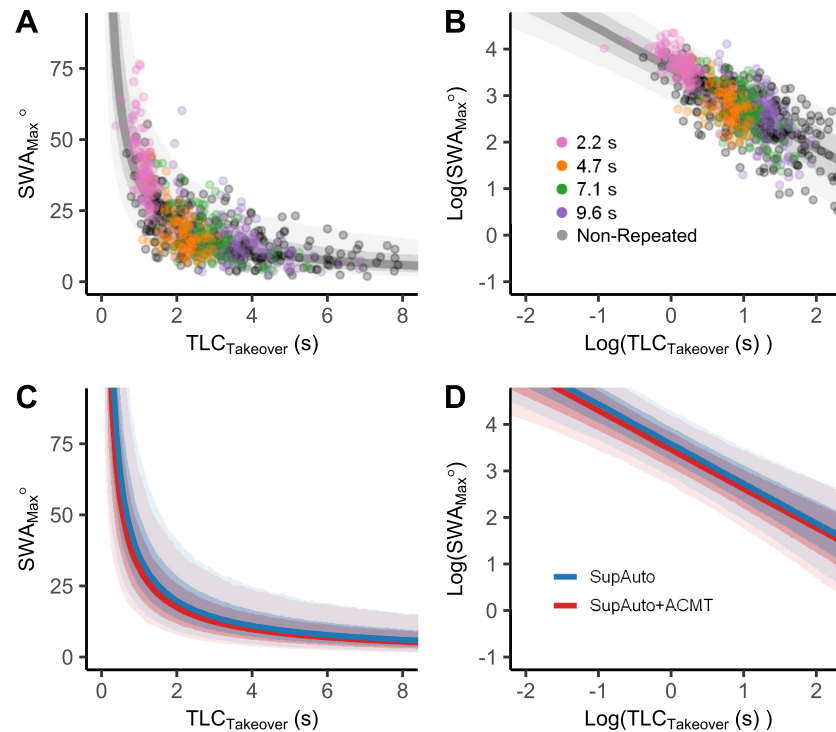 A
SWA_Max°
75
50
25
0
0 2 4 6 8
TLC_Takeover (s)
B
Log(SWA_Max°)
4
3
2
1
0
-1
-2 -1 0 1 2
Log(TLC_Takeover (s) )
2.2 s
4.7 s
7.1 s
9.6 s
Non-Repeated
C
SWA_Max°
75
50
25
0
0 2 4 6 8
TLC_Takeover (s)
D
Log(SWA_Max°)
4
3
2
1
0
-1
-2 -1 0 1 2
Log(TLC_Takeover (s) )
SupAuto
SupAuto+ACMT